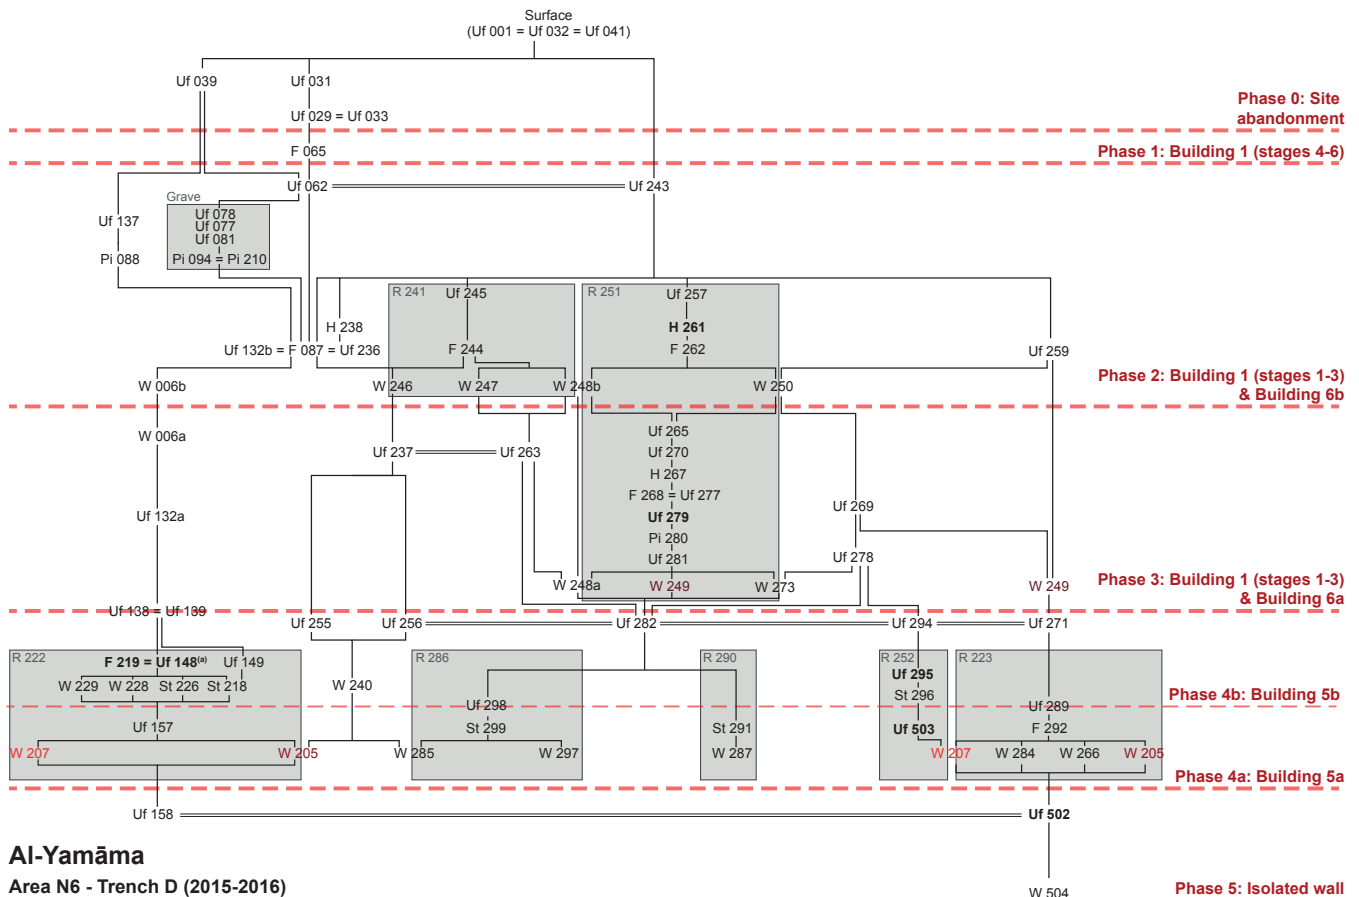 Surface
(Uf 001 = Uf 032 = Uf 041)
Uf 039
Uf 031
Phase 0: Site
abandonment
Uf 029 = Uf 033
F 065
Phase 1: Building 1 (stages 4-6)
Uf 062
Uf 243
Grave
Uf 078
Uf 077
Uf 081
Pi 094 = Pi 210
Uf 137
Pi 088
R 241
Uf 245
R 251
Uf 257
H 238
H 261
Uf 132b = F 087 = Uf 236
F 244
F 262
Uf 259
W 006b
W 246
W 247
W 248b
W 250
Phase 2: Building 1 (stages 1-3)
& Building 6b
W 006a
Uf 237
Uf 263
Uf 265
Uf 270
H 267
F 268 = Uf 277
Uf 279
Pi 280
Uf 281
Uf 132a
Uf 269
Uf 278
W 248a
W 249
W 273
W 249
Phase 3: Building 1 (stages 1-3)
& Building 6a
Uf 138 = Uf 139
Uf 255
Uf 256
Uf 282
Uf 294
Uf 271
R 222
F 219 = Uf 148(a)
Uf 149
W 229
W 228
St 226
St 218
W 240
R 286
R 290
R 252
R 223
Uf 295
St 296
Uf 298
Uf 289
Phase 4b: Building 5b
Uf 157
St 299
St 291
Uf 503
F 292
W 207
W 205
W 285
W 297
W 287
W 207
W 284
W 266
W 205
Phase 4a: Building 5a
Uf 158
Uf 502
Al-Yamāma
Area N6 - Trench D (2015-2016)
W 504
Phase 5: Isolated wall